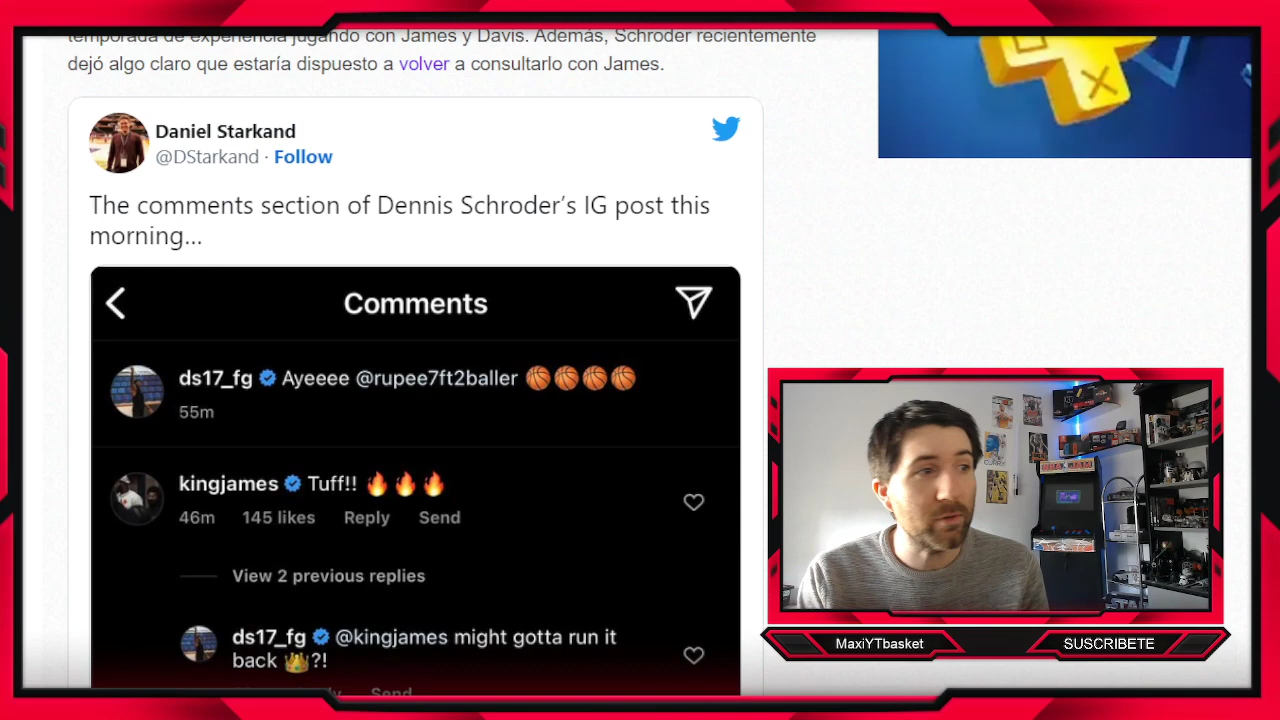 temporada de experiencia jugando con James y Davis. Además, Schroder recientemente
dejó algo claro que estaría dispuesto a volver a consultarlo con James.
Daniel Starkand
@DStarkand · Follow
The comments section of Dennis Schroder’s IG post this
morning...
Comments
ds17_fg Ayeeee @rupee7ft2baller 🏀🏀🏀🏀
55m
kingjames Tuff!! 🔥🔥🔥
46m 145 likes Reply Send
View 2 previous replies
ds17_fg @kingjames might gotta run it
back 👑?!
Send
CURRY
MaxiYTbasket
SUSCRIBETE